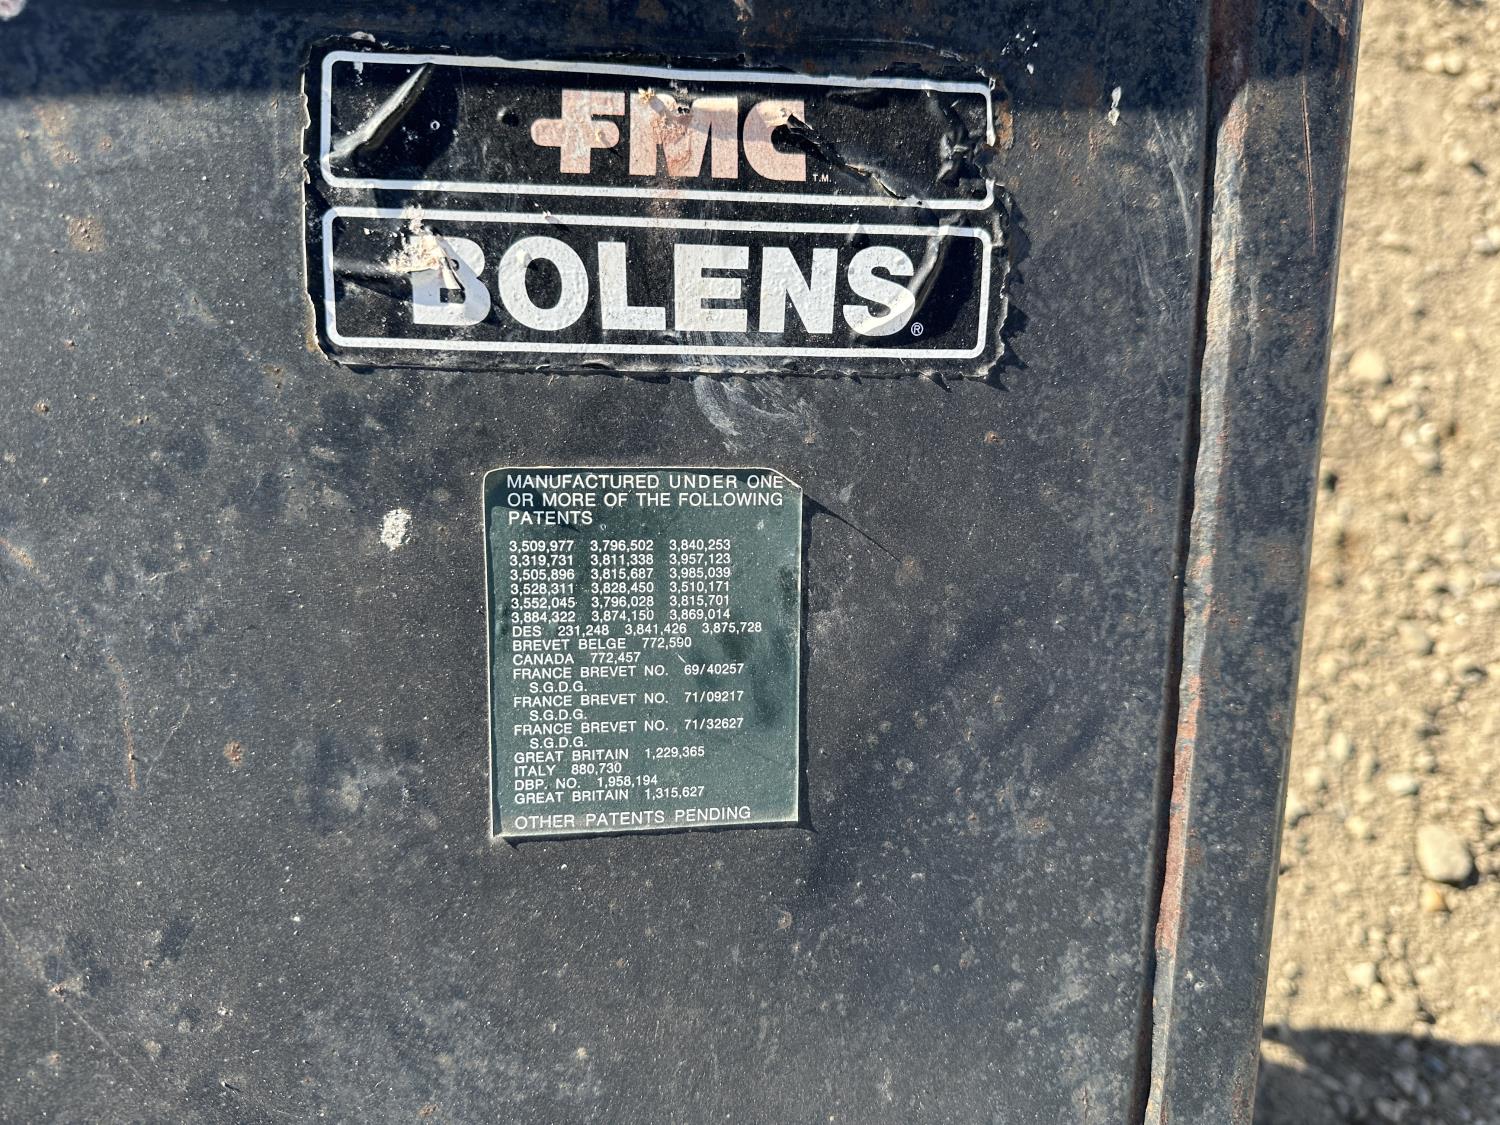 FMC T.M.
BOLENS ®
MANUFACTURED UNDER ONE
OR MORE OF THE FOLLOWING
PATENTS
3,509,977 3,796,502 3,840,253
3,319,731 3,811,338 3,957,123
3,505,896 3,815,687 3,985,039
3,528,311 3,828,450 3,510,171
3,552,045 3,796,028 3,815,701
3,884,322 3,874,150 3,869,014
DES 231,248 3,841,426 3,875,728
BREVET BELGE 772,590
CANADA 772,457
FRANCE BREVET NO. 69/40257
S.G.D.G.
FRANCE BREVET NO. 71/09217
S.G.D.G.
FRANCE BREVET NO. 71/32627
S.G.D.G.
GREAT BRITAIN 1,229,365
ITALY 880,730
DBP. NO. 1,958,194
GREAT BRITAIN 1,315,627
OTHER PATENTS PENDING